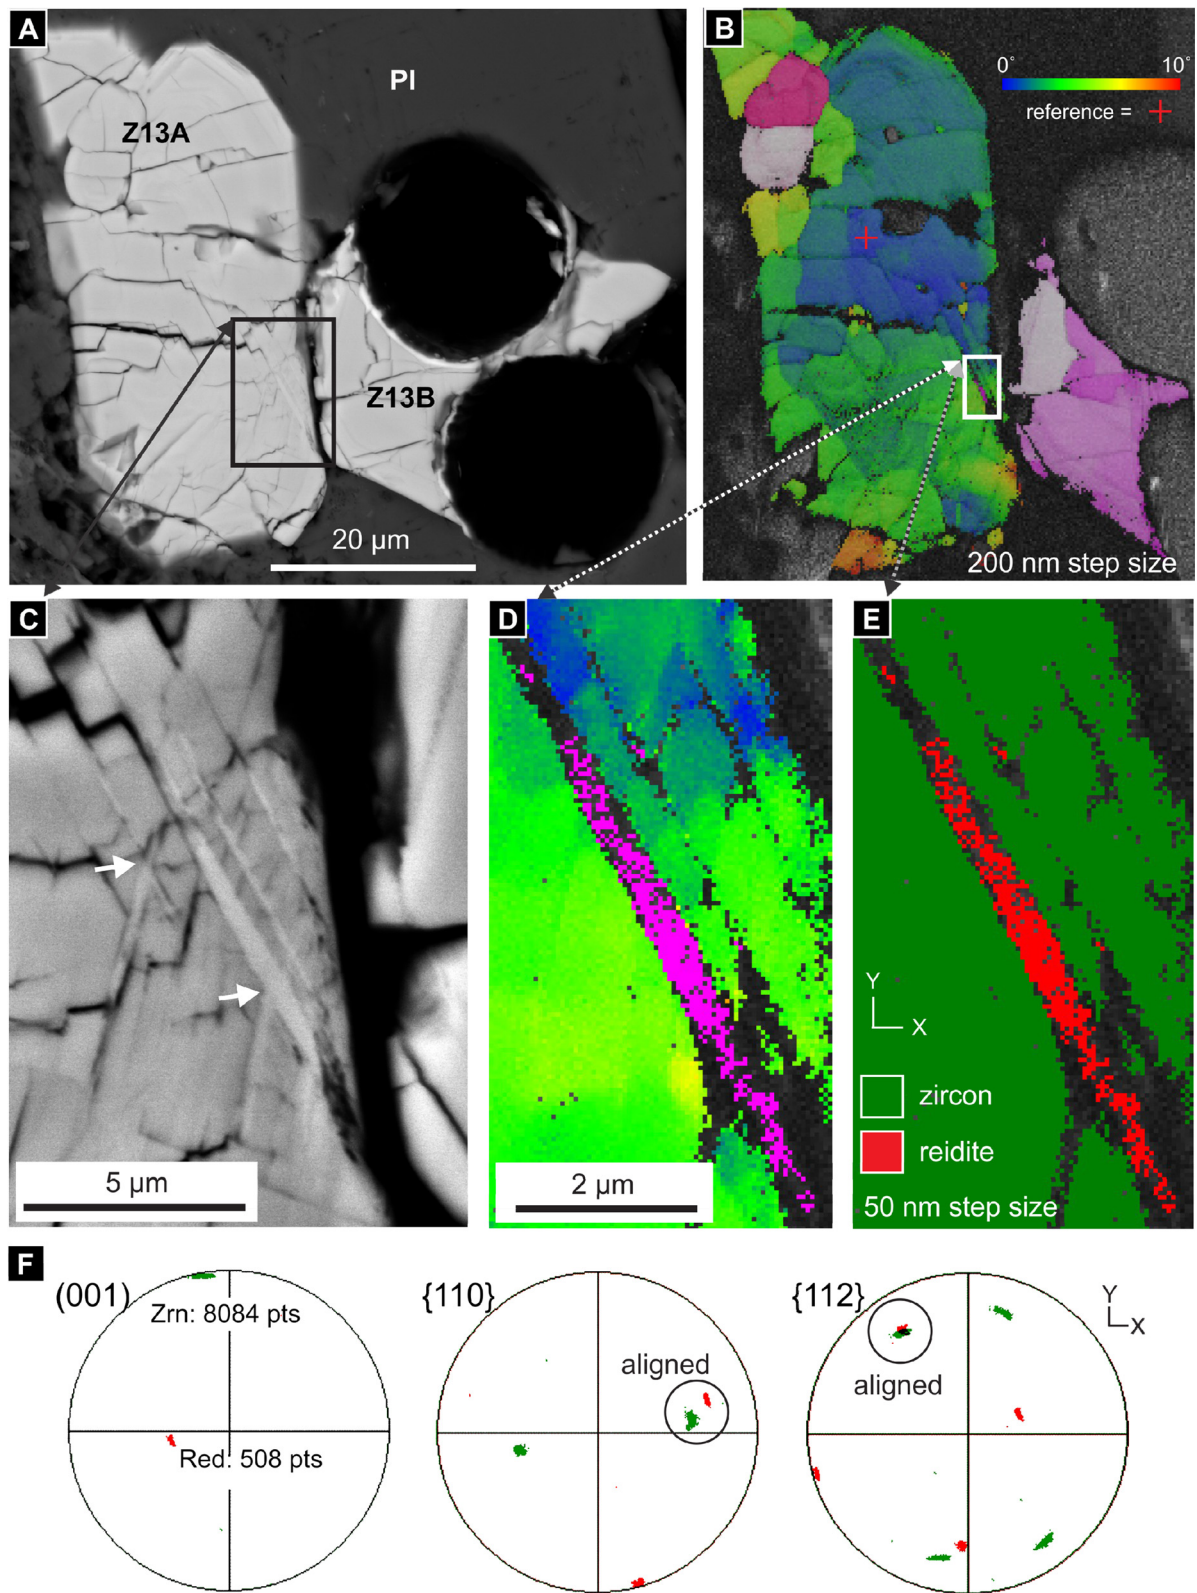 A
Pl
Z13A
Z13B
20 µm
B
0° 10°
reference = +
200 nm step size
C
5 µm
D
2 µm
E
Y
X
zircon
reidite
50 nm step size
F
(001)
Zrn: 8084 pts
Red: 508 pts
{110}
aligned
{112}
aligned
Y
X